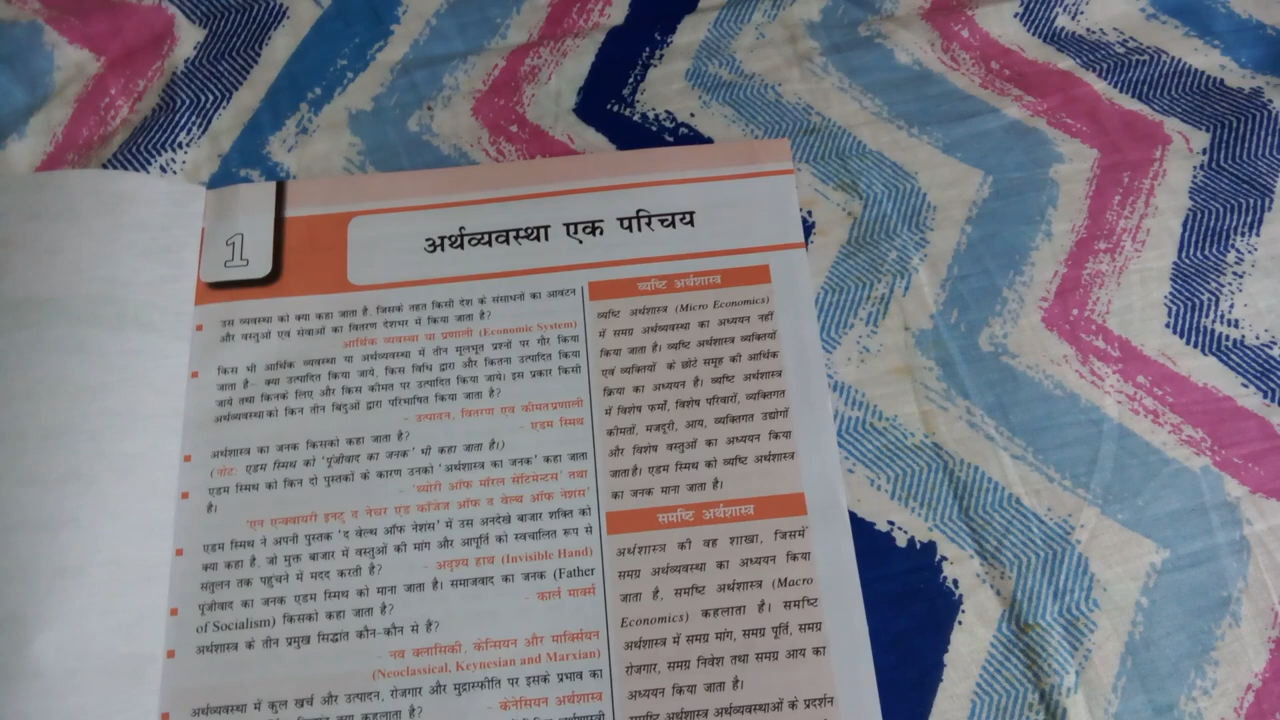 1
अर्थव्यवस्था एक परिचय
उस व्यवस्था को क्या कहा जाता है, जिसके तहत किसी देश के संसाधनों का आवंटन
और वस्तुओं एवं सेवाओं का वितरण देशभर में किया जाता है?
आर्थिक व्यवस्था या प्रणाली (Economic System)
किस भी आर्थिक व्यवस्था या अर्थव्यवस्था में तीन मूलभूत प्रश्नों पर गौर किया
जाता है– क्या उत्पादित किया जाये, किस विधि द्वारा और कितना उत्पादित किया
जाये तथा किनके लिए और किस कीमत पर उत्पादित किया जाये। इस प्रकार किसी
अर्थव्यवस्था को किन तीन बिंदुओं द्वारा परिभाषित किया जाता है?
- उत्पादन, वितरण एवं कीमत प्रणाली
अर्थशास्त्र का जनक किसको कहा जाता है?
- एडम स्मिथ
(नोट: एडम स्मिथ को 'पूंजीवाद का जनक' भी कहा जाता है।)
एडम स्मिथ को किन दो पुस्तकों के कारण उनको 'अर्थशास्त्र का जनक' कहा जाता
है।
- 'थ्योरी ऑफ मॉरल सेंटिमेन्टस' तथा
'एन एन्क्वायरी इनटु द नेचर एंड कॉजेज ऑफ द वेल्थ ऑफ नेशंस'
एडम स्मिथ ने अपनी पुस्तक 'द वेल्थ ऑफ नेशंस' में उस अनदेखे बाजार शक्ति को
क्या कहा है, जो मुक्त बाजार में वस्तुओं की मांग और आपूर्ति को स्वचालित रूप से
संतुलन तक पहुंचने में मदद करती है?
- अदृश्य हाथ (Invisible Hand)
पूंजीवाद का जनक एडम स्मिथ को माना जाता है। समाजवाद का जनक (Father
of Socialism) किसको कहा जाता है?
- कार्ल मार्क्स
अर्थशास्त्र के तीन प्रमुख सिद्धांत कौन-कौन से हैं?
- नव क्लासिकी, केन्सियन और मार्क्सियन
(Neoclassical, Keynesian and Marxian)
अर्थव्यवस्था में कुल खर्च और उत्पादन, रोजगार और मुद्रास्फीति पर इसके प्रभाव का
कहलाता है?
- केनेसियन अर्थशास्त्र
व्यष्टि अर्थशास्त्र
व्यष्टि अर्थशास्त्र (Micro Economics)
में समग्र अर्थव्यवस्था का अध्ययन नहीं
किया जाता है। व्यष्टि अर्थशास्त्र व्यक्तियों
एवं व्यक्तियों के छोटे समूह की आर्थिक
क्रिया का अध्ययन है। व्यष्टि अर्थशास्त्र
में विशेष फर्मों, विशेष परिवारों, व्यक्तिगत
कीमतों, मजदूरी, आय, व्यक्तिगत उद्योगों
और विशेष वस्तुओं का अध्ययन किया
जाता है। एडम स्मिथ को व्यष्टि अर्थशास्त्र
का जनक माना जाता है।
समष्टि अर्थशास्त्र
अर्थशास्त्र की वह शाखा, जिसमें
समग्र अर्थव्यवस्था का अध्ययन किया
जाता है, समष्टि अर्थशास्त्र (Macro
Economics) कहलाता है। समष्टि
अर्थशास्त्र में समग्र मांग, समग्र पूर्ति, समग्र
रोजगार, समग्र निवेश तथा समग्र आय का
अध्ययन किया जाता है।
समष्टि अर्थशास्त्र अर्थव्यवस्थाओं के प्रदर्शन